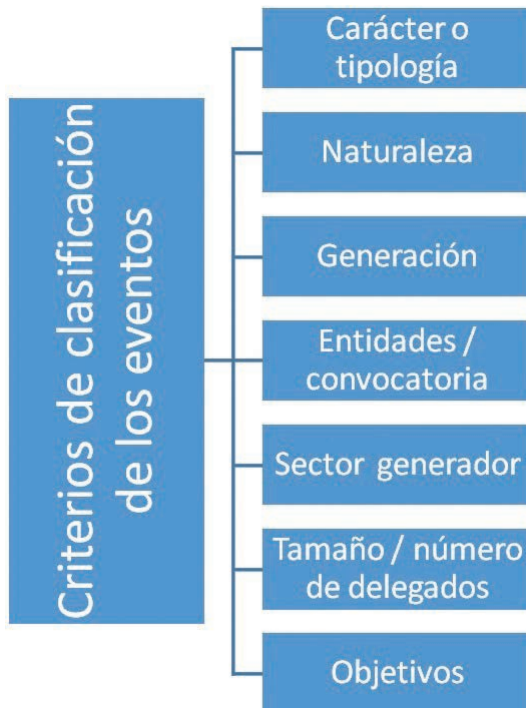 Criterios de clasificación
de los eventos
Carácter o
tipología
Naturaleza
Generación
Entidades /
convocatoria
Sector generador
Tamaño / número
de delegados
Objetivos